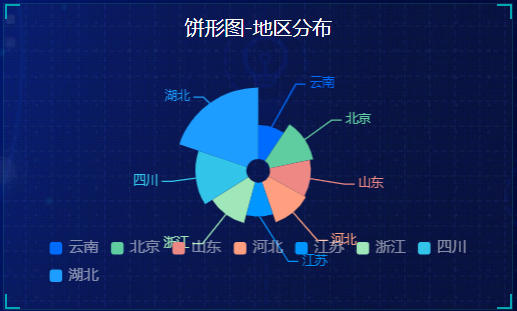 饼形图-地区分布
云南
湖北
北京
四川
山东
浙江
河北
江苏
云南 北京 山东 河北 江苏 浙江 四川
湖北